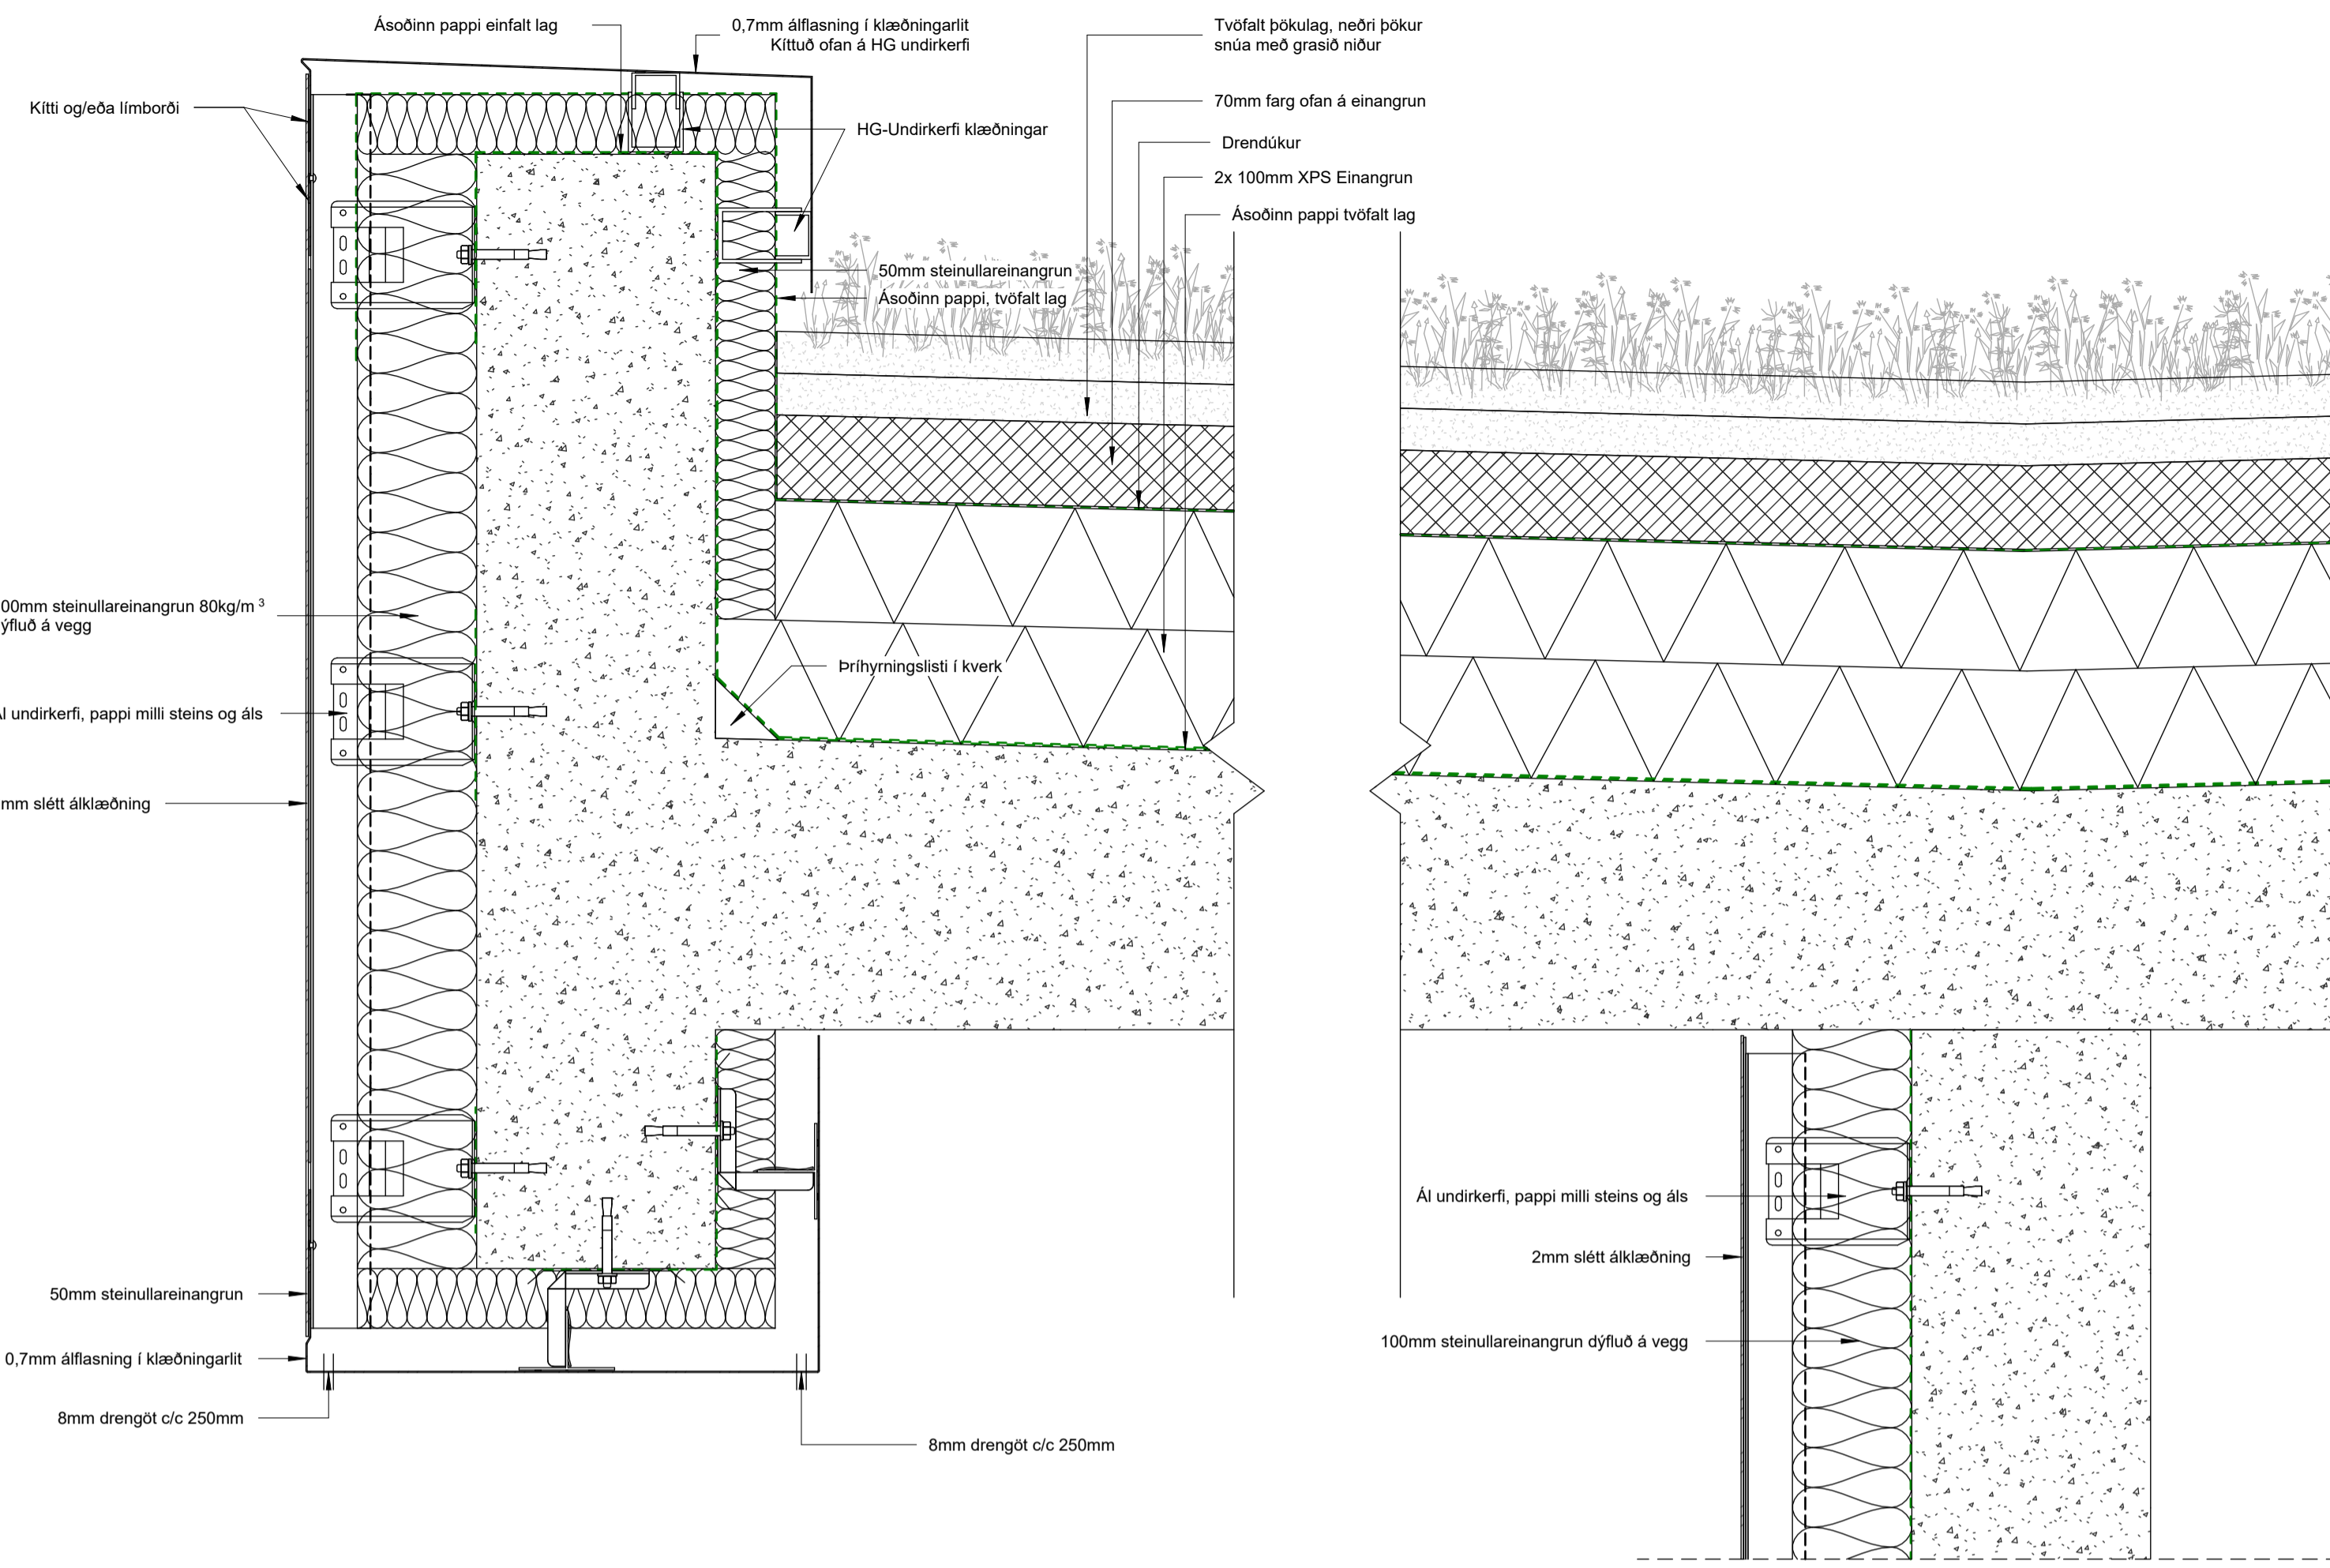 Ásoðinn pappi einfalt lag
0,7mm álflasning í klæðningarlit
Kíttuð ofan á HG undirkerfi
Tvöfalt þökulag, neðri þökur
snúa með grasið niður
Kítti og/eða límborði
HG-Undirkerfi klæðningar
70mm farg ofan á einangrun
Drendúkur
2x 100mm XPS Einangrun
Ásoðinn pappi tvöfalt lag
50mm steinullareinangrun
Ásoðinn pappi, tvöfalt lag
00mm steinullareinangrun 80kg/m³
ýfluð á vegg
Þríhyrningslisti í kverk
l undirkerfi, pappi milli steins og áls
mm slétt álklæðning
Ál undirkerfi, pappi milli steins og áls
2mm slétt álklæðning
50mm steinullareinangrun
100mm steinullareinangrun dýfluð á vegg
0,7mm álflasning í klæðningarlit
8mm drengöt c/c 250mm
8mm drengöt c/c 250mm